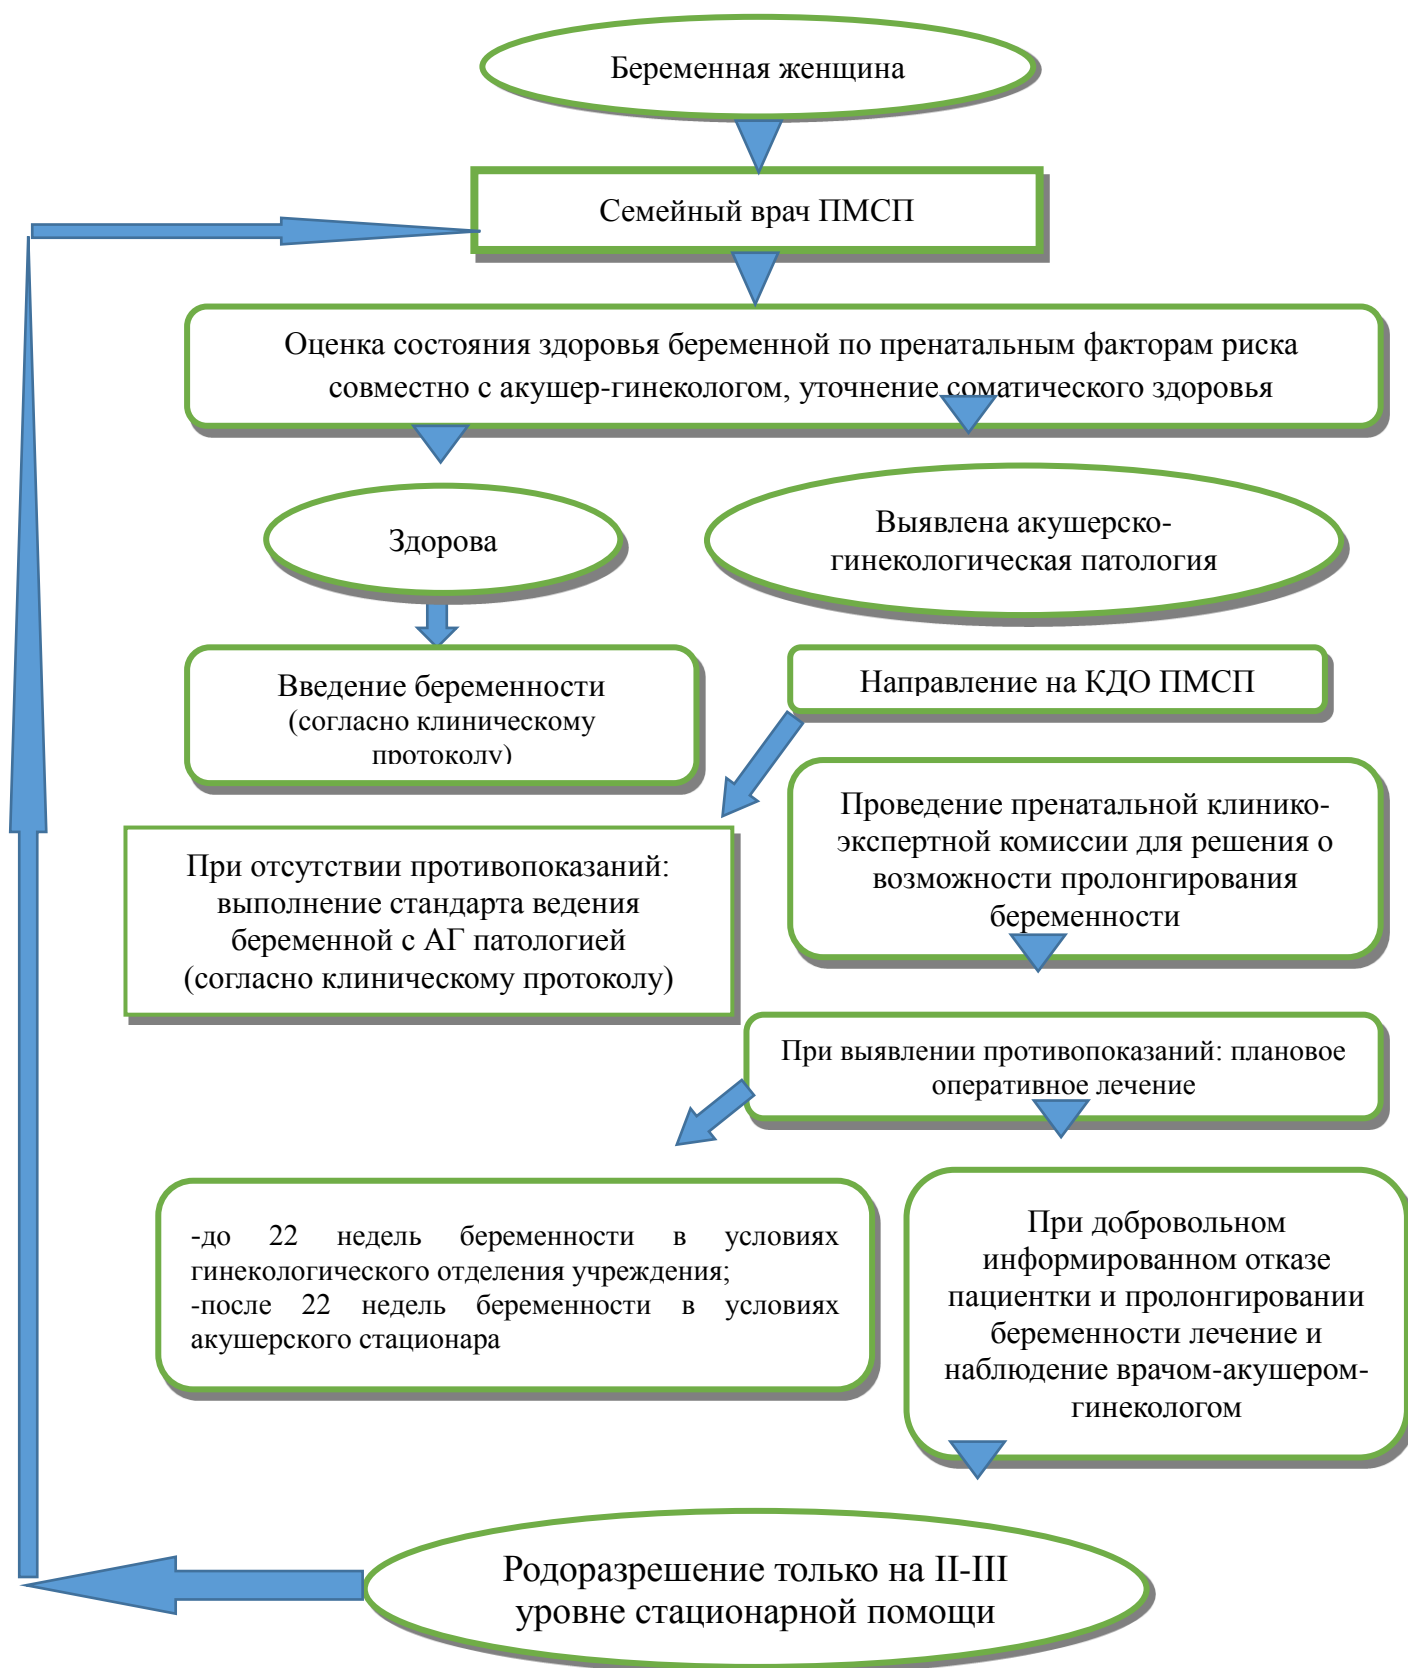 Беременная женщина
Семейный врач ПМСП
Оценка состояния здоровья беременной по пренатальным факторам риска
совместно с акушер-гинекологом, уточнение соматического здоровья
Здорова
Выявлена акушерско-
гинекологическая патология
Введение беременности
(согласно клиническому
протоколу)
Направление на КДО ПМСП
Проведение пренатальной клинико-
экспертной комиссии для решения о
возможности пролонгирования
беременности
При отсутствии противопоказаний:
выполнение стандарта ведения
беременной с АГ патологией
(согласно клиническому протоколу)
При выявлении противопоказаний: плановое
оперативное лечение
-до 22 недель беременности в условиях
гинекологического отделения учреждения;
-после 22 недель беременности в условиях
акушерского стационара
При добровольном
информированном отказе
пациентки и пролонгировании
беременности лечение и
наблюдение врачом-акушером-
гинекологом
Родоразрешение только на II-III
уровне стационарной помощи